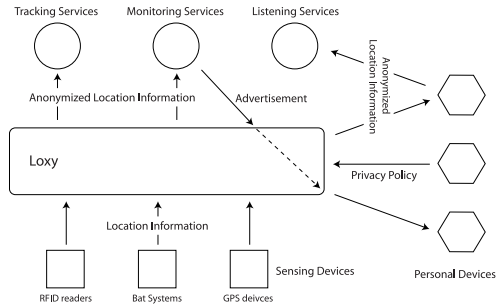 Tracking Services
Monitoring Services
Listening Services
Anonymized Location Information
Advertisement
Anonymized
Location Information
Loxy
Privacy Policy
Location Information
Sensing Devices
Personal Devices
RFID readers
Bat Systems
GPS deivces